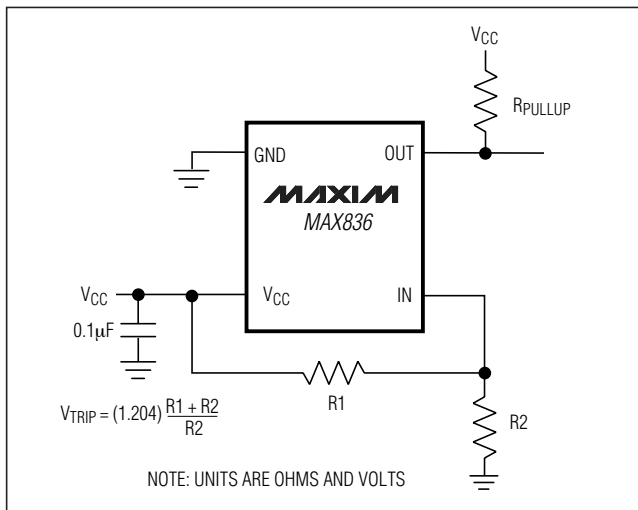 VCC
RPULLUP
GND
OUT
MAXIM
MAX836
VCC
VCC
IN
0.1μF
R1
VTRIP = (1.204) R1 + R2
R2
R2
NOTE: UNITS ARE OHMS AND VOLTS